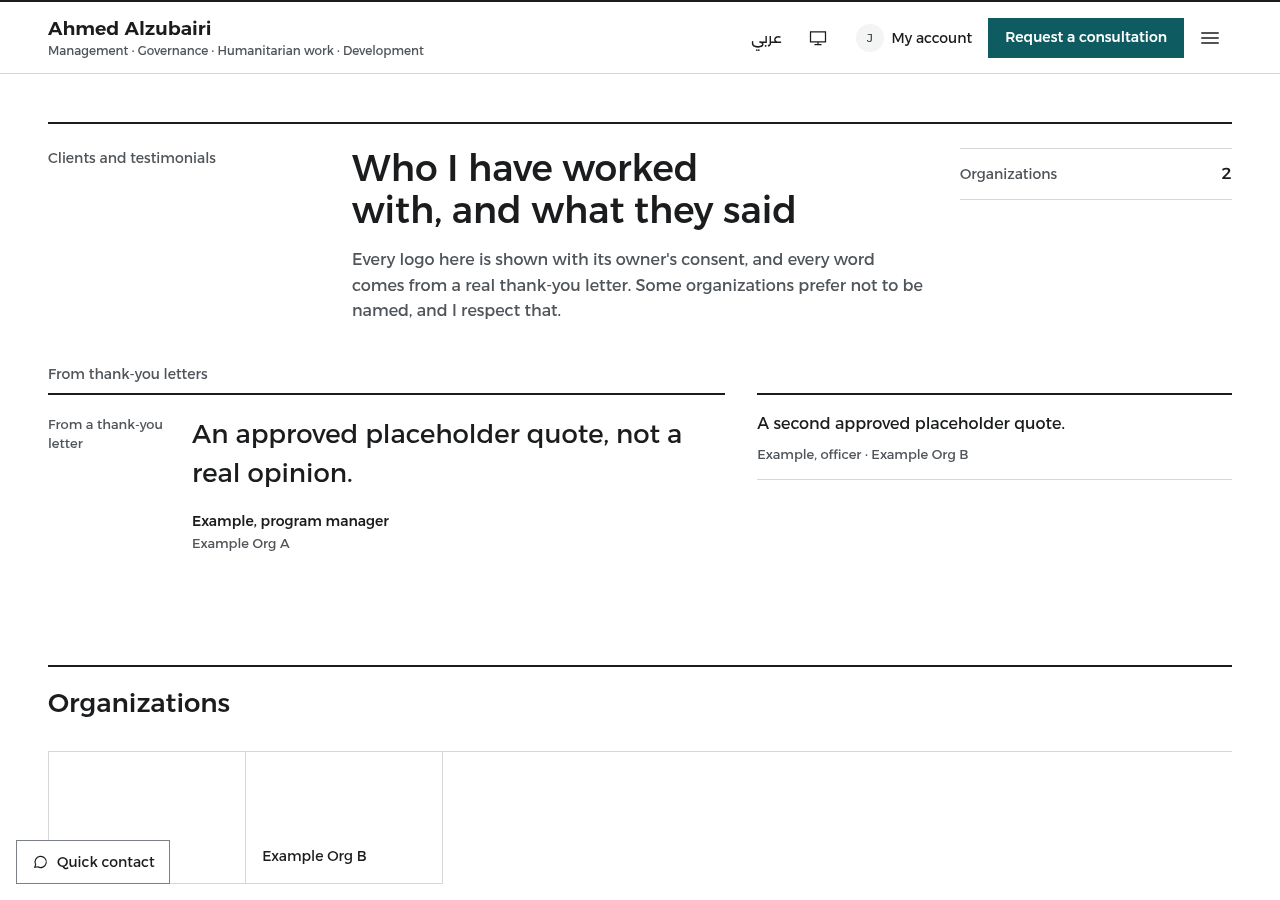 Ahmed Alzubairi
Management · Governance · Humanitarian work · Development
عربي
J
My account
Request a consultation
Clients and testimonials
Who I have worked
with, and what they said
Every logo here is shown with its owner's consent, and every word
comes from a real thank-you letter. Some organizations prefer not to be
named, and I respect that.
Organizations
2
From thank-you letters
From a thank-you
letter
An approved placeholder quote, not a
real opinion.
Example, program manager
Example Org A
A second approved placeholder quote.
Example, officer · Example Org B
Organizations
Example Org B
Quick contact